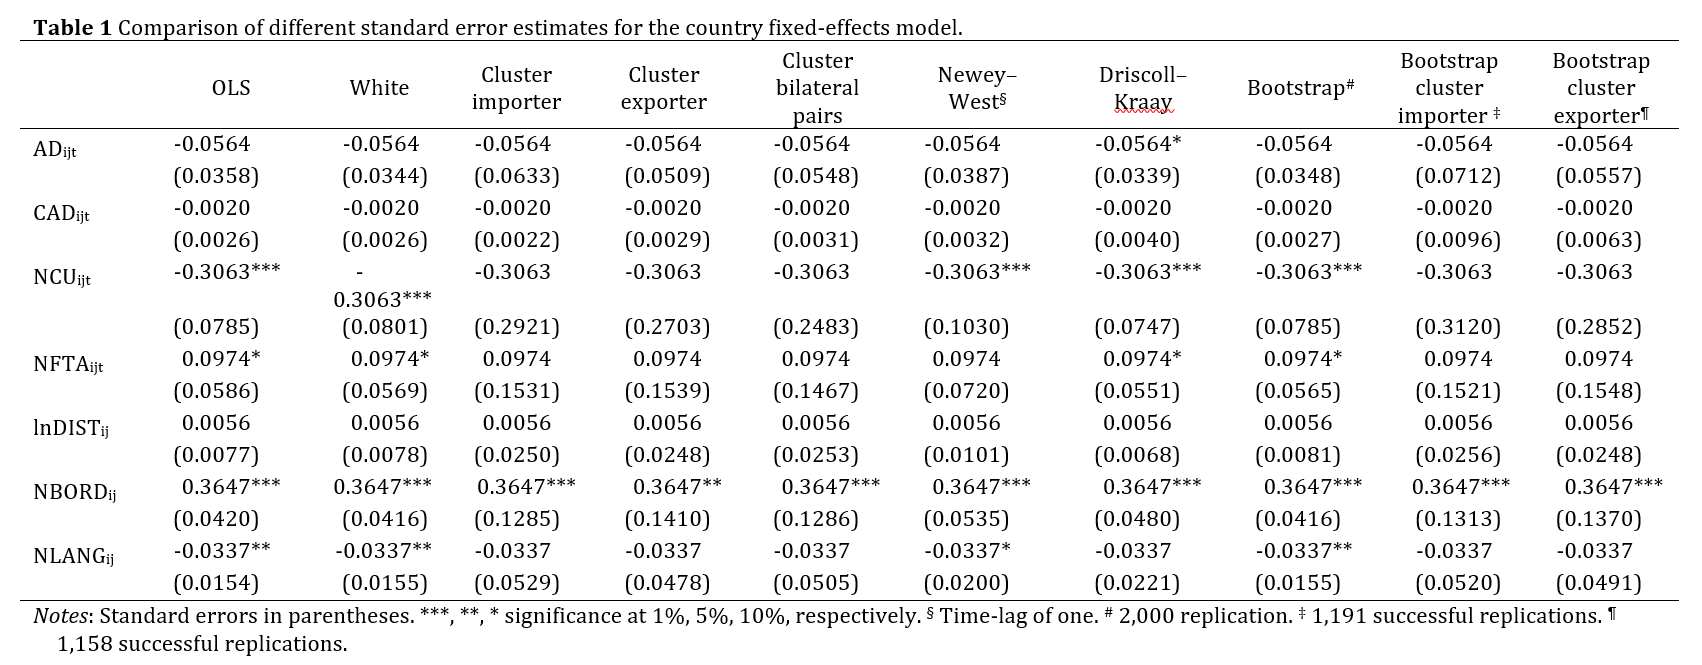 Table 1 Comparison of different standard error estimates for the country fixed-effects model.
OLS White Cluster importer Cluster exporter Cluster bilateral pairs Newey–West§ Driscoll–Kraay Bootstrap# Bootstrap cluster importer ‡ Bootstrap cluster exporter¶
ADijt -0.0564 -0.0564 -0.0564 -0.0564 -0.0564 -0.0564 -0.0564* -0.0564 -0.0564 -0.0564
(0.0358) (0.0344) (0.0633) (0.0509) (0.0548) (0.0387) (0.0339) (0.0348) (0.0712) (0.0557)
CADijt -0.0020 -0.0020 -0.0020 -0.0020 -0.0020 -0.0020 -0.0020 -0.0020 -0.0020 -0.0020
(0.0026) (0.0026) (0.0022) (0.0029) (0.0031) (0.0032) (0.0040) (0.0027) (0.0096) (0.0063)
NCUijt -0.3063*** -0.3063*** -0.3063 -0.3063 -0.3063 -0.3063*** -0.3063*** -0.3063*** -0.3063 -0.3063
(0.0785) (0.0801) (0.2921) (0.2703) (0.2483) (0.1030) (0.0747) (0.0785) (0.3120) (0.2852)
NFTAijt 0.0974* 0.0974* 0.0974 0.0974 0.0974 0.0974 0.0974* 0.0974* 0.0974 0.0974
(0.0586) (0.0569) (0.1531) (0.1539) (0.1467) (0.0720) (0.0551) (0.0565) (0.1521) (0.1548)
lnDISTij 0.0056 0.0056 0.0056 0.0056 0.0056 0.0056 0.0056 0.0056 0.0056 0.0056
(0.0077) (0.0078) (0.0250) (0.0248) (0.0253) (0.0101) (0.0068) (0.0081) (0.0256) (0.0248)
NBORDij 0.3647*** 0.3647*** 0.3647*** 0.3647** 0.3647*** 0.3647*** 0.3647*** 0.3647*** 0.3647*** 0.3647***
(0.0420) (0.0416) (0.1285) (0.1410) (0.1286) (0.0535) (0.0480) (0.0416) (0.1313) (0.1370)
NLANGij -0.0337** -0.0337** -0.0337 -0.0337 -0.0337 -0.0337* -0.0337 -0.0337** -0.0337 -0.0337
(0.0154) (0.0155) (0.0529) (0.0478) (0.0505) (0.0200) (0.0221) (0.0155) (0.0520) (0.0491)
Notes: Standard errors in parentheses. ***, **, * significance at 1%, 5%, 10%, respectively. § Time-lag of one. # 2,000 replication. ‡ 1,191 successful replications. ¶
1,158 successful replications.